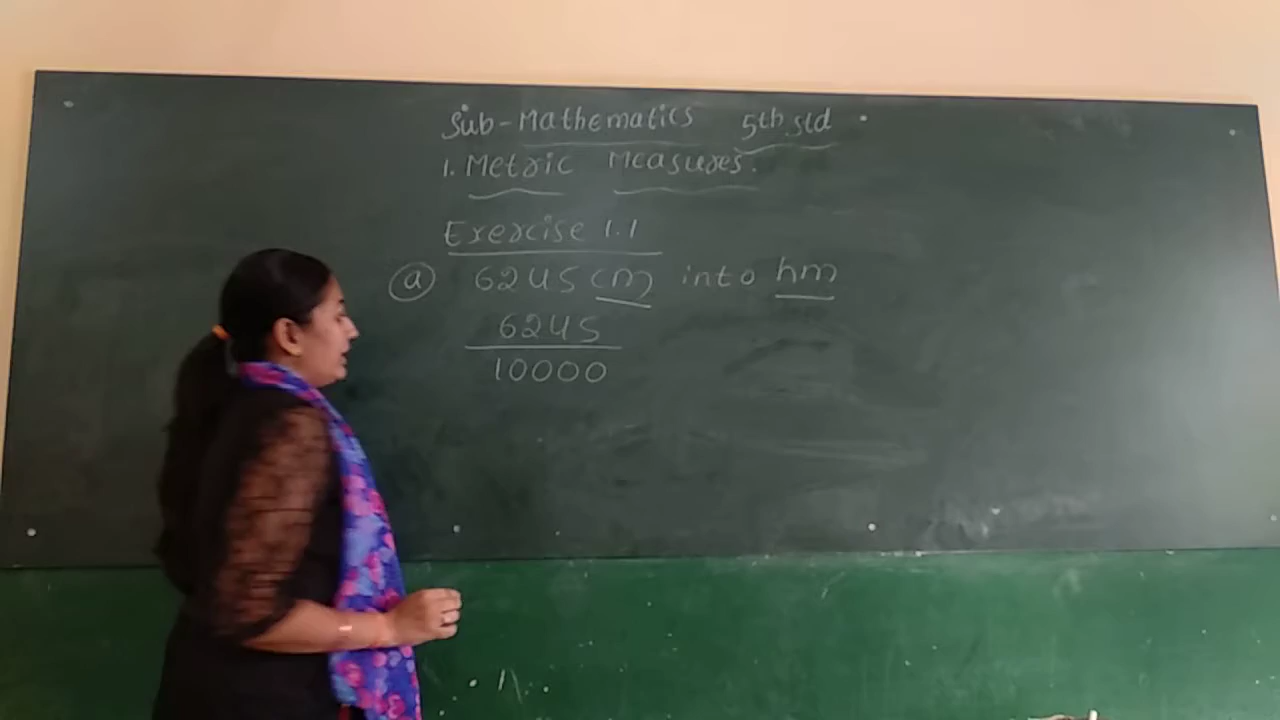 Sub-Mathematics 5th std
1. Metric Measures.
Exercise 1.1
(a) 6245 cm into hm
6245
10000